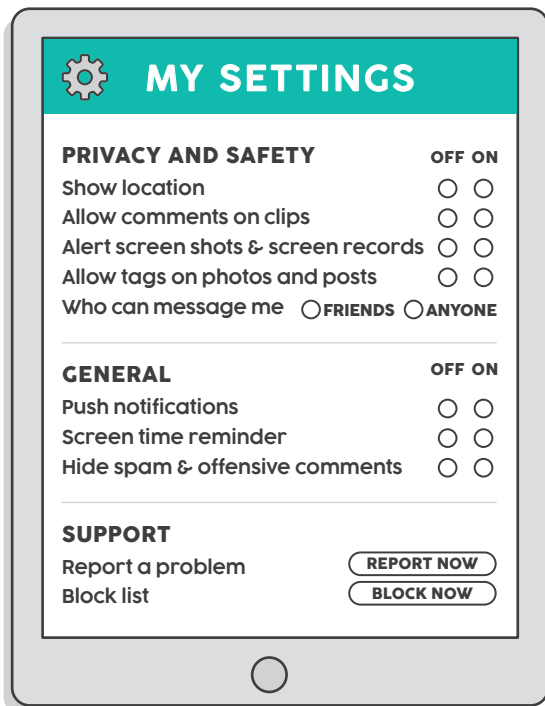 MY SETTINGS
PRIVACY AND SAFETY OFF ON
Show location
Allow comments on clips
Alert screen shots & screen records
Allow tags on photos and posts
Who can message me FRIENDS ANYONE
GENERAL OFF ON
Push notifications
Screen time reminder
Hide spam & offensive comments
SUPPORT
Report a problem REPORT NOW
Block list BLOCK NOW